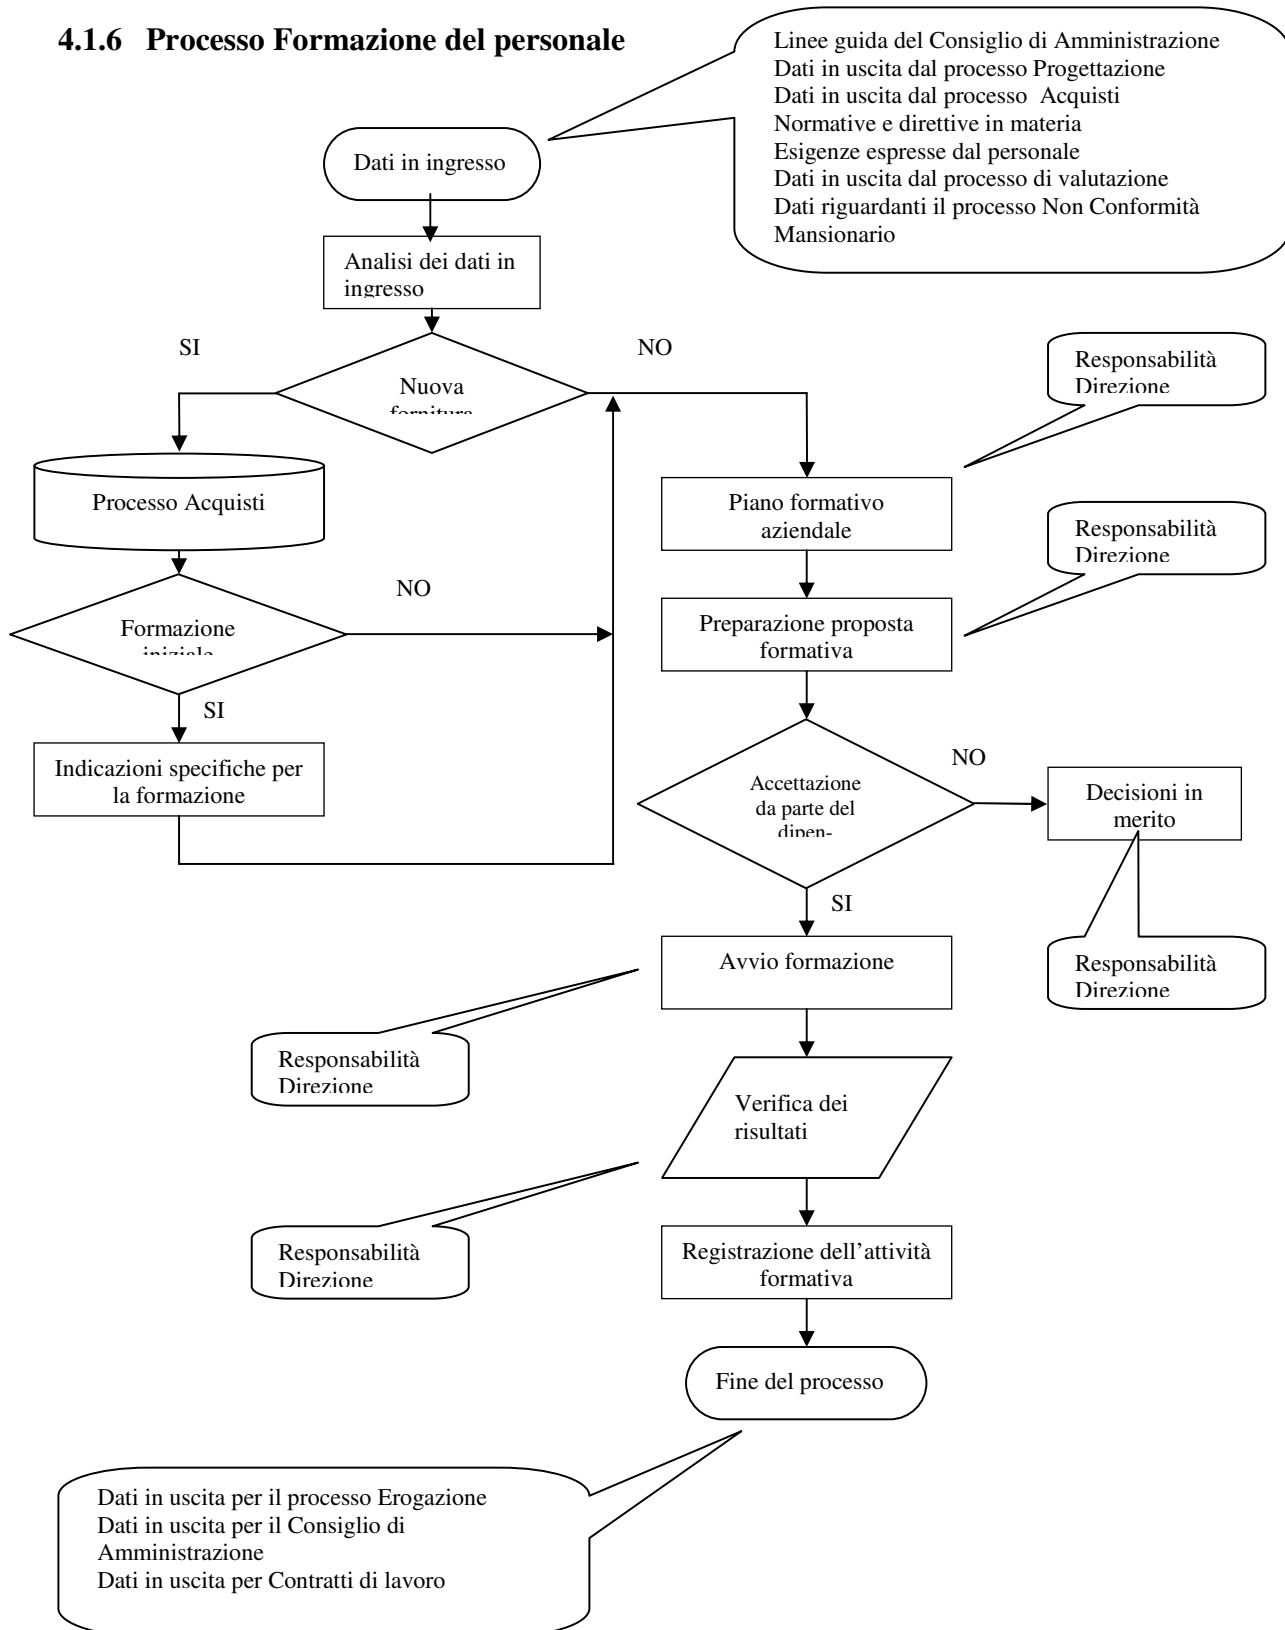 4.1.6 Processo Formazione del personale
Linee guida del Consiglio di Amministrazione
Dati in uscita dal processo Progettazione
Dati in uscita dal processo Acquisti
Normative e direttive in materia
Esigenze espresse dal personale
Dati in uscita dal processo di valutazione
Dati riguardanti il processo Non Conformità
Mansionario
Dati in ingresso
Analisi dei dati in
ingresso
SI
NO
Nuova
fornitura
Responsabilità
Direzione
Processo Acquisti
Piano formativo
aziendale
Responsabilità
Direzione
NO
Formazione
iniziale
Preparazione proposta
formativa
SI
Indicazioni specifiche per
la formazione
NO
Accettazione
da parte del
dipen-
Decisioni in
merito
SI
Avvio formazione
Responsabilità
Direzione
Responsabilità
Direzione
Verifica dei
risultati
Responsabilità
Direzione
Registrazione dell’attività
formativa
Fine del processo
Dati in uscita per il processo Erogazione
Dati in uscita per il Consiglio di
Amministrazione
Dati in uscita per Contratti di lavoro